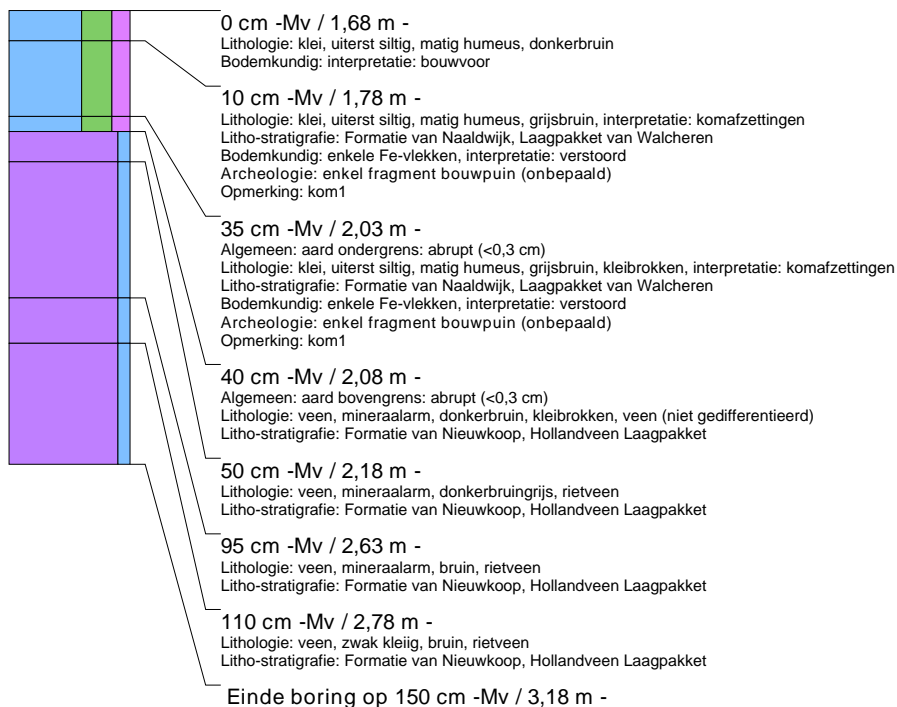 0 cm -Mv / 1,68 m -
Lithologie: klei, uiterst siltig, matig humeus, donkerbruin
Bodemkundig: interpretatie: bouwvoor
10 cm -Mv / 1,78 m -
Lithologie: klei, uiterst siltig, matig humeus, grijsbruin, interpretatie: komafzettingen
Litho-stratigrafie: Formatie van Naaldwijk, Laagpakket van Walcheren
Bodemkundig: enkele Fe-vlekken, interpretatie: verstoord
Archeologie: enkel fragment bouwpuin (onbepaald)
Opmerking: kom1
35 cm -Mv / 2,03 m -
Algemeen: aard ondergrens: abrupt (<0,3 cm)
Lithologie: klei, uiterst siltig, matig humeus, grijsbruin, kleibrokken, interpretatie: komafzettingen
Litho-stratigrafie: Formatie van Naaldwijk, Laagpakket van Walcheren
Bodemkundig: enkele Fe-vlekken, interpretatie: verstoord
Archeologie: enkel fragment bouwpuin (onbepaald)
Opmerking: kom1
40 cm -Mv / 2,08 m -
Algemeen: aard bovengrens: abrupt (<0,3 cm)
Lithologie: veen, mineraalarm, donkerbruin, kleibrokken, veen (niet gedifferentieerd)
Litho-stratigrafie: Formatie van Nieuwkoop, Hollandveen Laagpakket
50 cm -Mv / 2,18 m -
Lithologie: veen, mineraalarm, donkerbruingrijs, rietveen
Litho-stratigrafie: Formatie van Nieuwkoop, Hollandveen Laagpakket
95 cm -Mv / 2,63 m -
Lithologie: veen, mineraalarm, bruin, rietveen
Litho-stratigrafie: Formatie van Nieuwkoop, Hollandveen Laagpakket
110 cm -Mv / 2,78 m -
Lithologie: veen, zwak kleiig, bruin, rietveen
Litho-stratigrafie: Formatie van Nieuwkoop, Hollandveen Laagpakket
Einde boring op 150 cm -Mv / 3,18 m -